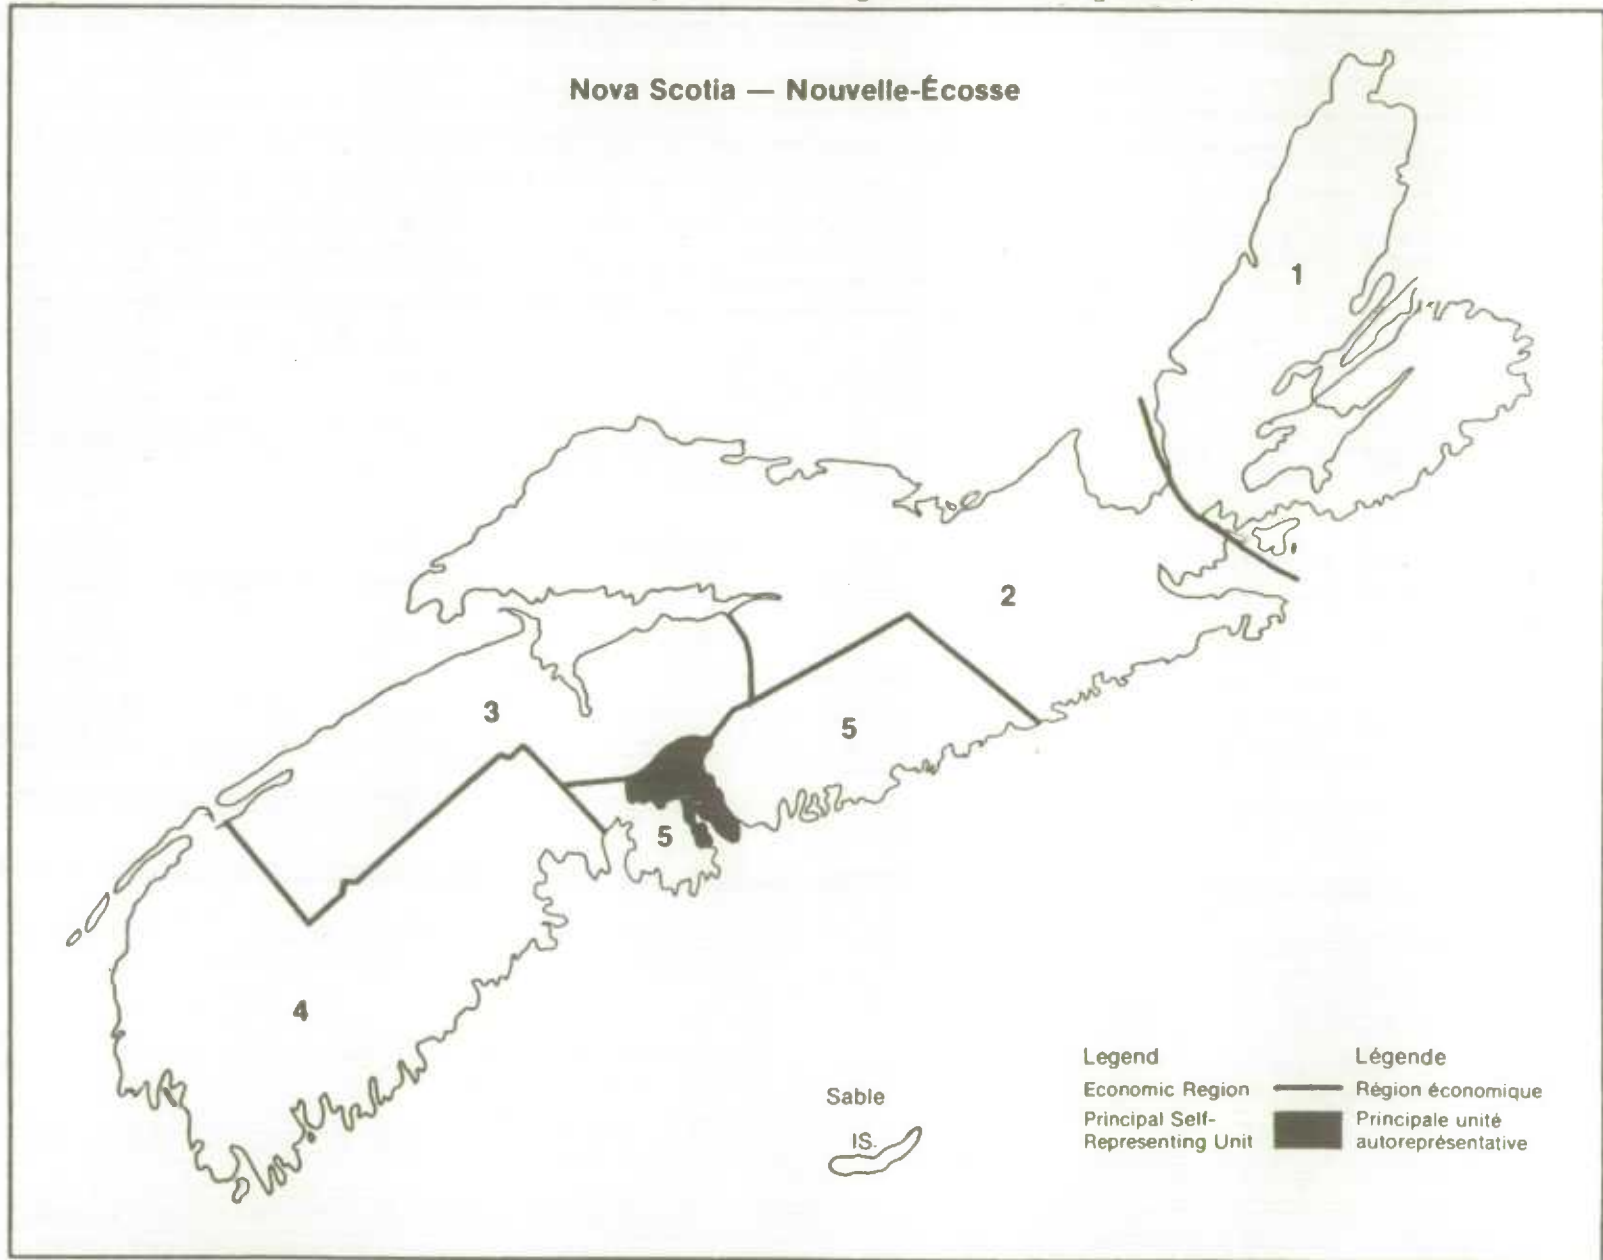 Nova Scotia — Nouvelle-Écosse
1
2
3
5
5
4
Sable
IS.
Legend
Légende
Economic Region
Région économique
Principal Self-
Representing Unit
Principale unité
autoreprésentative